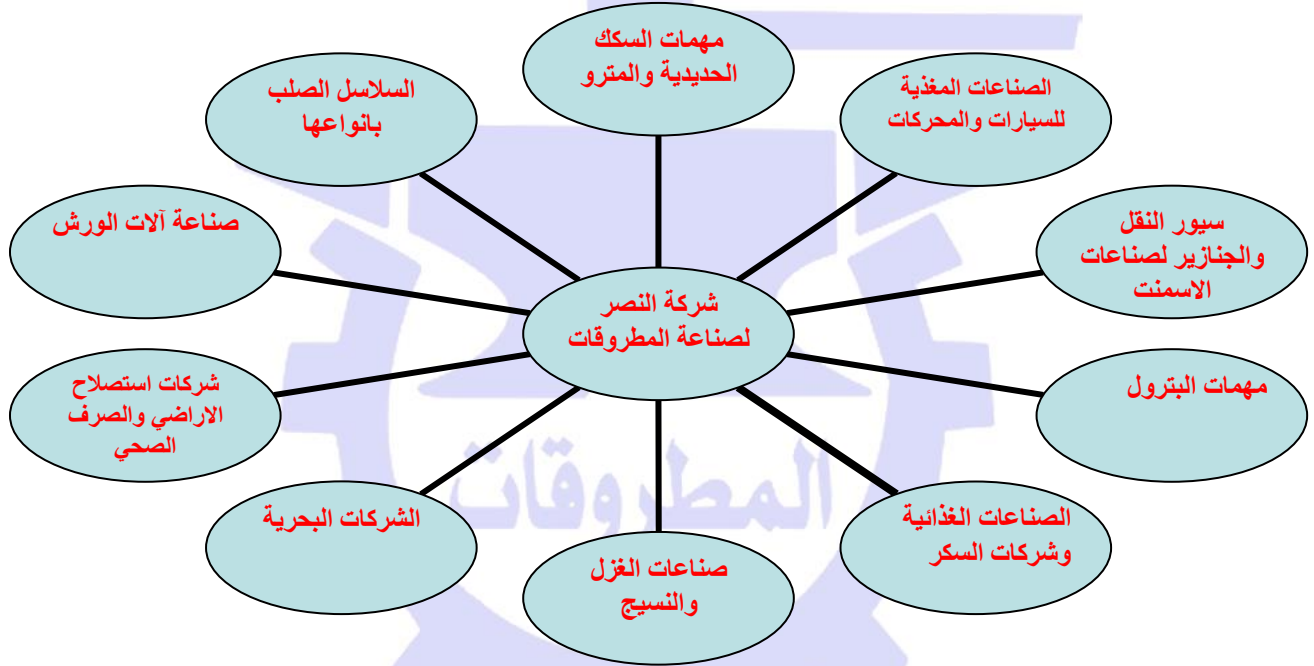 مهمات السكك
الحديدية والمترو
الصناعات المغذية
للسيارات والمحركات
سيور النقل
والجنازير لصناعات
الاسمنت
مهمات البترول
الصناعات الغذائية
وشركات السكر
صناعات الغزل
والنسيج
الشركات البحرية
شركات استصلاح
الاراضي والصرف
الصحي
صناعة آلات الورش
السلاسل الصلب
بانواعها
شركة النصر
لصناعة المطروقات
المطروقات